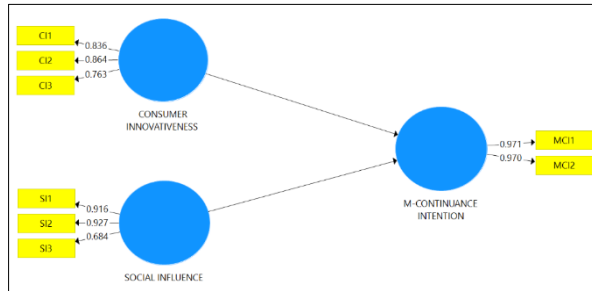 CI1
0.836
CI2
0.864
CI3
0.763
CONSUMER
INNOVATIVENESS
SI1
0.916
SI2
0.927
SI3
0.684
SOCIAL INFLUENCE
0.971
MCI1
0.970
MCI2
M-CONTINUANCE
INTENTION